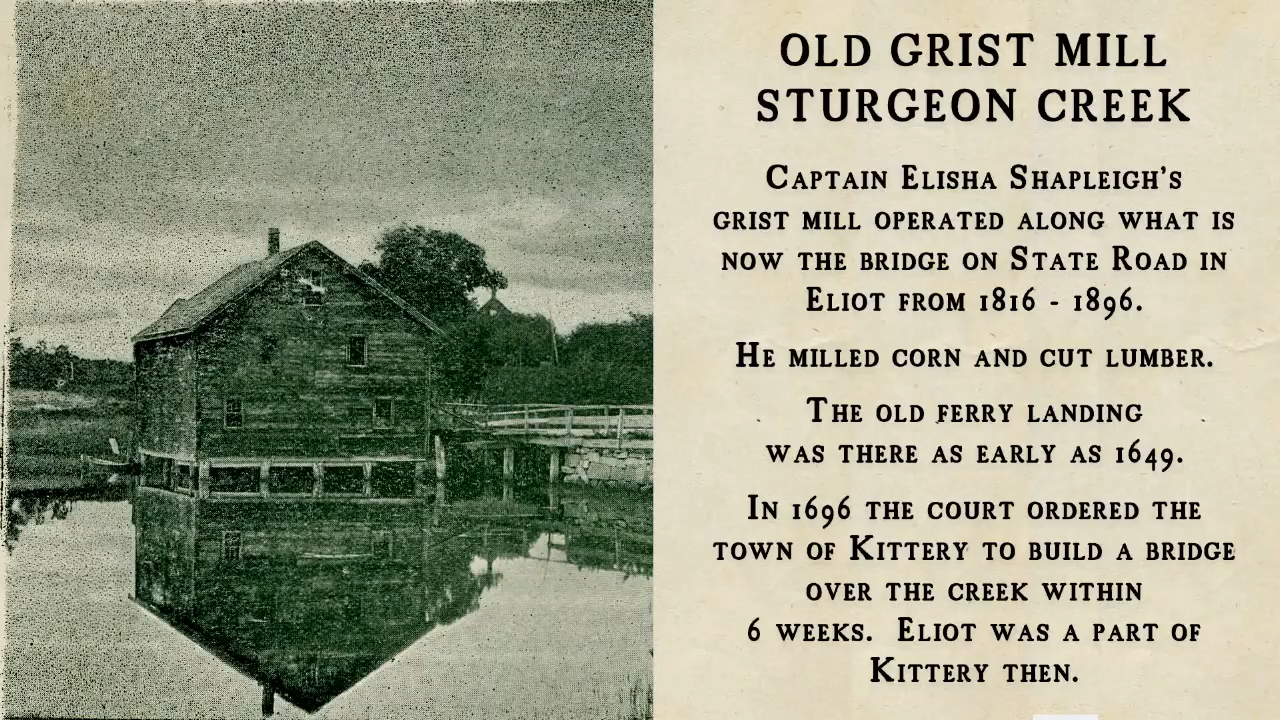 OLD GRIST MILL
STURGEON CREEK
Captain Elisha Shapleigh's
grist mill operated along what is
now the bridge on State Road in
Eliot from 1816 - 1896.
He milled corn and cut lumber.
The old ferry landing
was there as early as 1649.
In 1696 the court ordered the
town of Kittery to build a bridge
over the creek within
6 weeks.  Eliot was a part of
Kittery then.